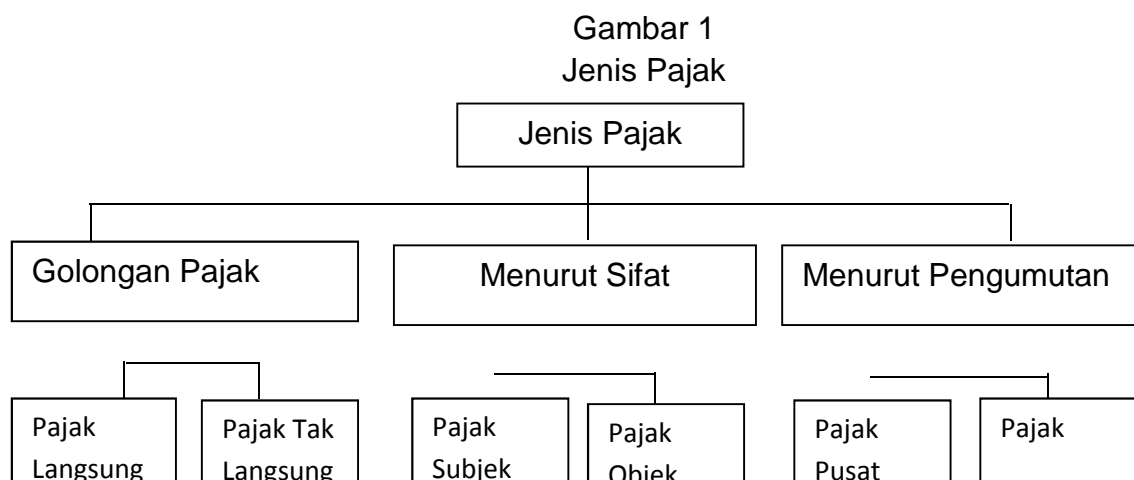 Gambar 1
Jenis Pajak
Jenis Pajak
Golongan Pajak
Menurut Sifat
Menurut Pengumutan
Pajak
Langsung
Pajak Tak
Langsung
Pajak
Subjek
Pajak
Objek
Pajak
Pusat
Pajak